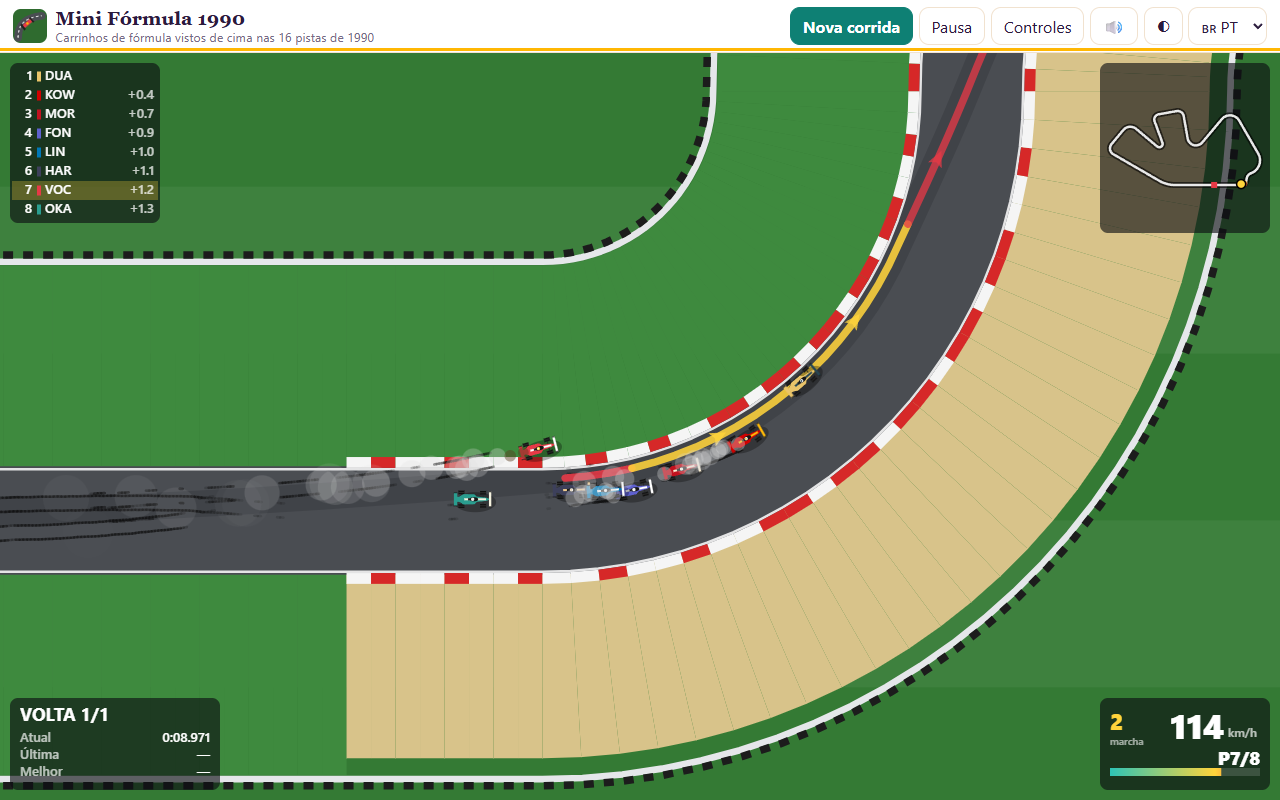 Mini Fórmula 1990
Carrinhos de fórmula vistos de cima nas 16 pistas de 1990
Nova corrida
Pausa
Controles
BR PT
1 DUA
2 KOW +0.4
3 MOR +0.7
4 FON +0.9
5 LIN +1.0
6 HAR +1.1
7 VOC +1.2
8 OKA +1.3
VOLTA 1/1
Atual 0:08.971
Última —
Melhor —
2 114 km/h
marcha
P7/8